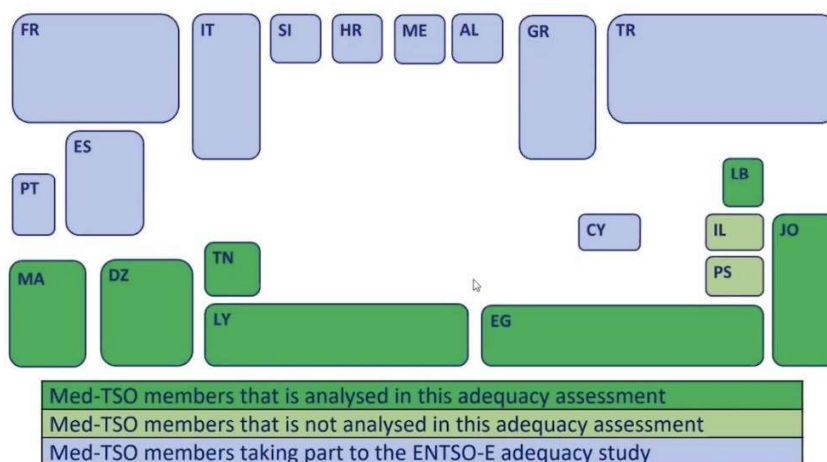 FR
IT
SI
HR
ME
AL
GR
TR
ES
PT
LB
CY
IL
JO
TN
PS
MA
DZ
LY
EG
Med-TSO members that is analysed in this adequacy assessment
Med-TSO members that is not analysed in this adequacy assessment
Med-TSO members taking part to the ENTSO-E adequacy study